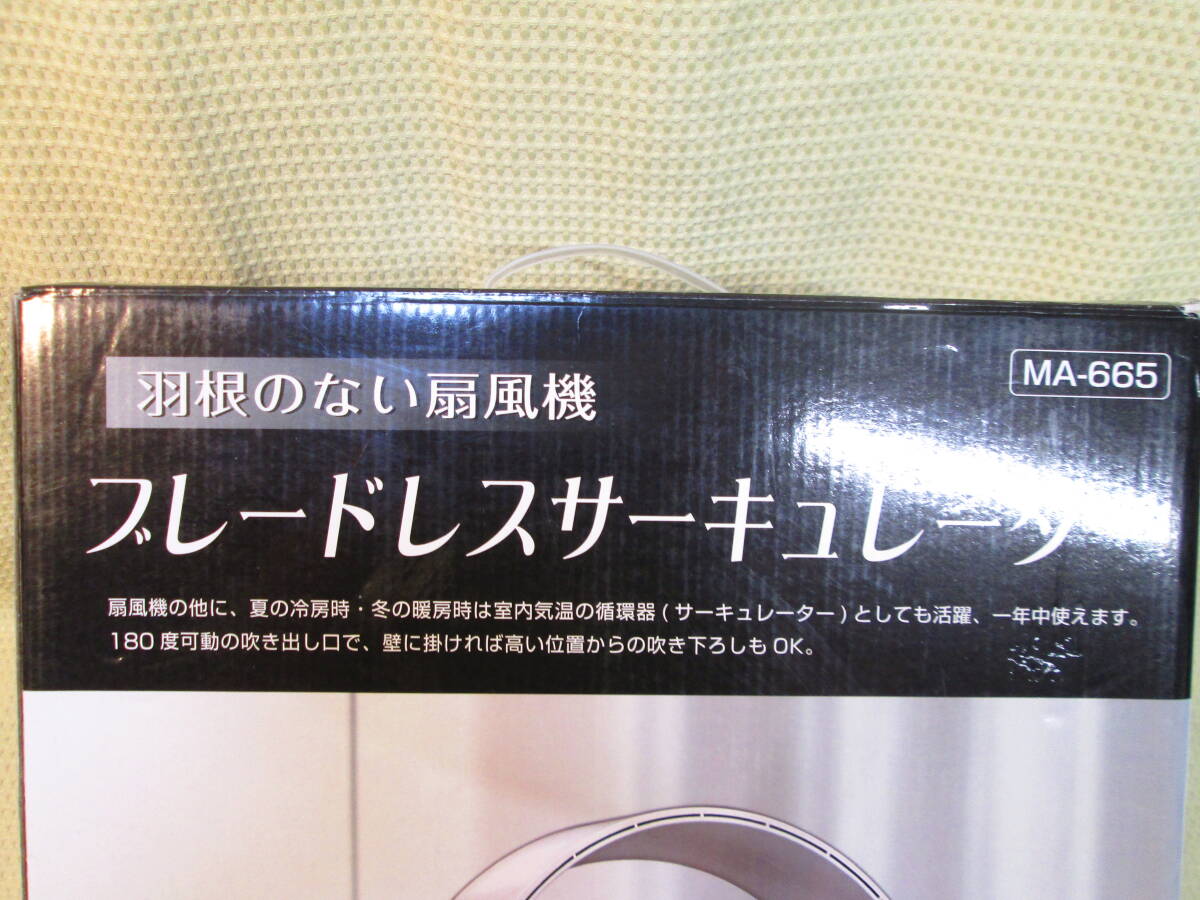 羽根のない扇風機
MA-665
ブレードレスサーキュレータ
扇風機の他に、夏の冷房時・冬の暖房時は室内気温の循環器(サーキュレーター)としても活躍、一年中使えます。
180度可動の吹き出し口で、壁に掛ければ高い位置からの吹き下ろしもOK。